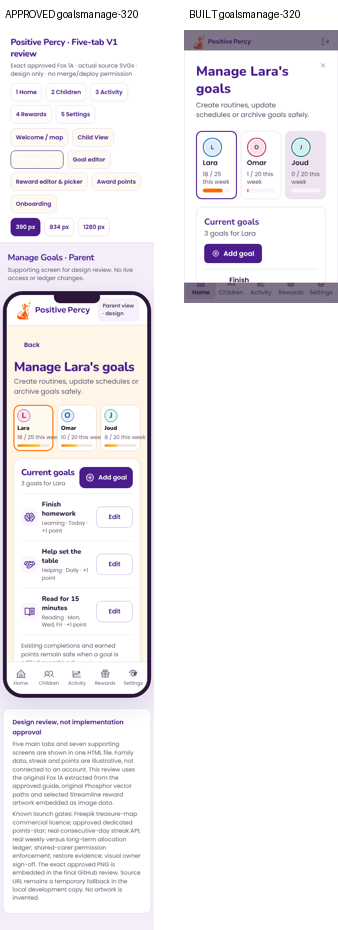 APPROVED goalsmanage-320
BUILT goalsmanage-320
Positive Percy · Five-tab V1
review
Exact approved Fox 1A · actual source SVGs ·
design only · no merge/deploy permission
1 Home
2 Children
3 Activity
4 Rewards
5 Settings
Welcome / map
Child View
Goal editor
Reward editor & picker
Award points
Onboarding
390 px
834 px
1280 px
Manage Goals · Parent
Supporting screen for design review. No live
access or ledger changes.
Positive Percy
Parent view
· design
Back
Manage Lara's goals
Create routines, update schedules or
archive goals safely.
L
Lara
18 / 25 this week
O
Omar
10 / 20 this week
J
Joud
8 / 20 this week
Current goals
3 goals for Lara
Add goal
Finish
homework
Learning · Today ·
+1 point
Edit
Help set the
table
Helping · Daily · +1
point
Edit
Read for 15
minutes
Reading · Mon,
Wed, Fri · +1 point
Edit
Existing completions and earned
points remain safe when a goal is
Home
Children
Activity
Rewards
Settings
Design review, not implementation
approval
Five main tabs and seven supporting
screens are shown in one HTML file. Family
data, streak and points are illustrative, not
connected to an account. This review uses
the original Fox 1A extracted from the
approved guide, original Phosphor vector
paths and selected Streamline reward
artwork embedded as image data.
Known launch gates: Freepik treasure-map
commercial licence; approved dedicated
points-star; real consecutive-day streak API;
real weekly versus long-term allocation
ledger; shared-carer permission
enforcement; restore evidence; visual owner
sign-off. The exact approved PNG is
embedded in the final GitHub review. Source
URL remains a temporary fallback in the
local development copy. No artwork is
invented.
Positive Percy
Manage Lara's
goals
Create routines, update
schedules or archive goals safely.
L
Lara
18 / 25
this week
O
Omar
1 / 20 this
week
J
Joud
0 / 20 this
week
Current goals
3 goals for Lara
Add goal
Finish
Home
Children
Activity
Rewards
Settings